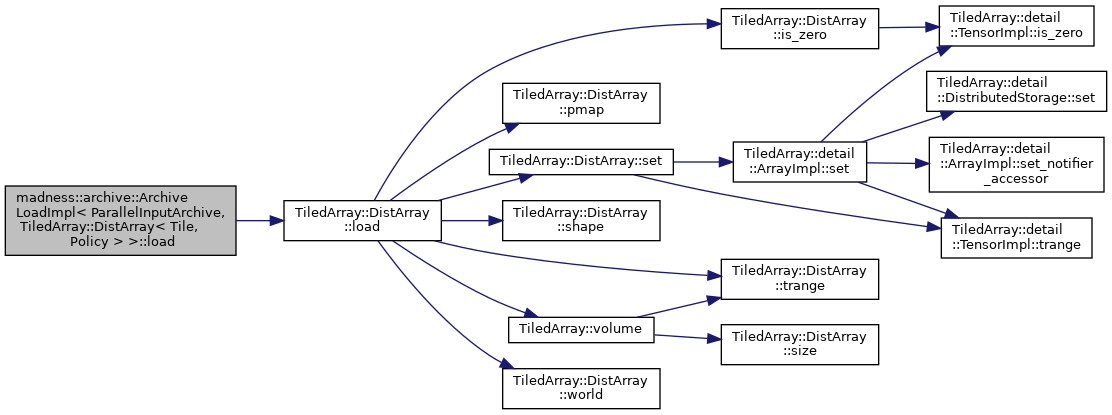 madness::archive::Archive
LoadImpl< ParallelInputArchive,
TiledArray::DistArray< Tile,
Policy > >::load
TiledArray::DistArray
::load
TiledArray::DistArray
::is_zero
TiledArray::DistArray
::pmap
TiledArray::DistArray::set
TiledArray::DistArray
::shape
TiledArray::DistArray
::trange
TiledArray::volume
TiledArray::DistArray
::size
TiledArray::DistArray
::world
TiledArray::detail
::ArrayImpl::set
TiledArray::detail
::TensorImpl::is_zero
TiledArray::detail
::DistributedStorage::set
TiledArray::detail
::ArrayImpl::set_notifier
_accessor
TiledArray::detail
::TensorImpl::trange